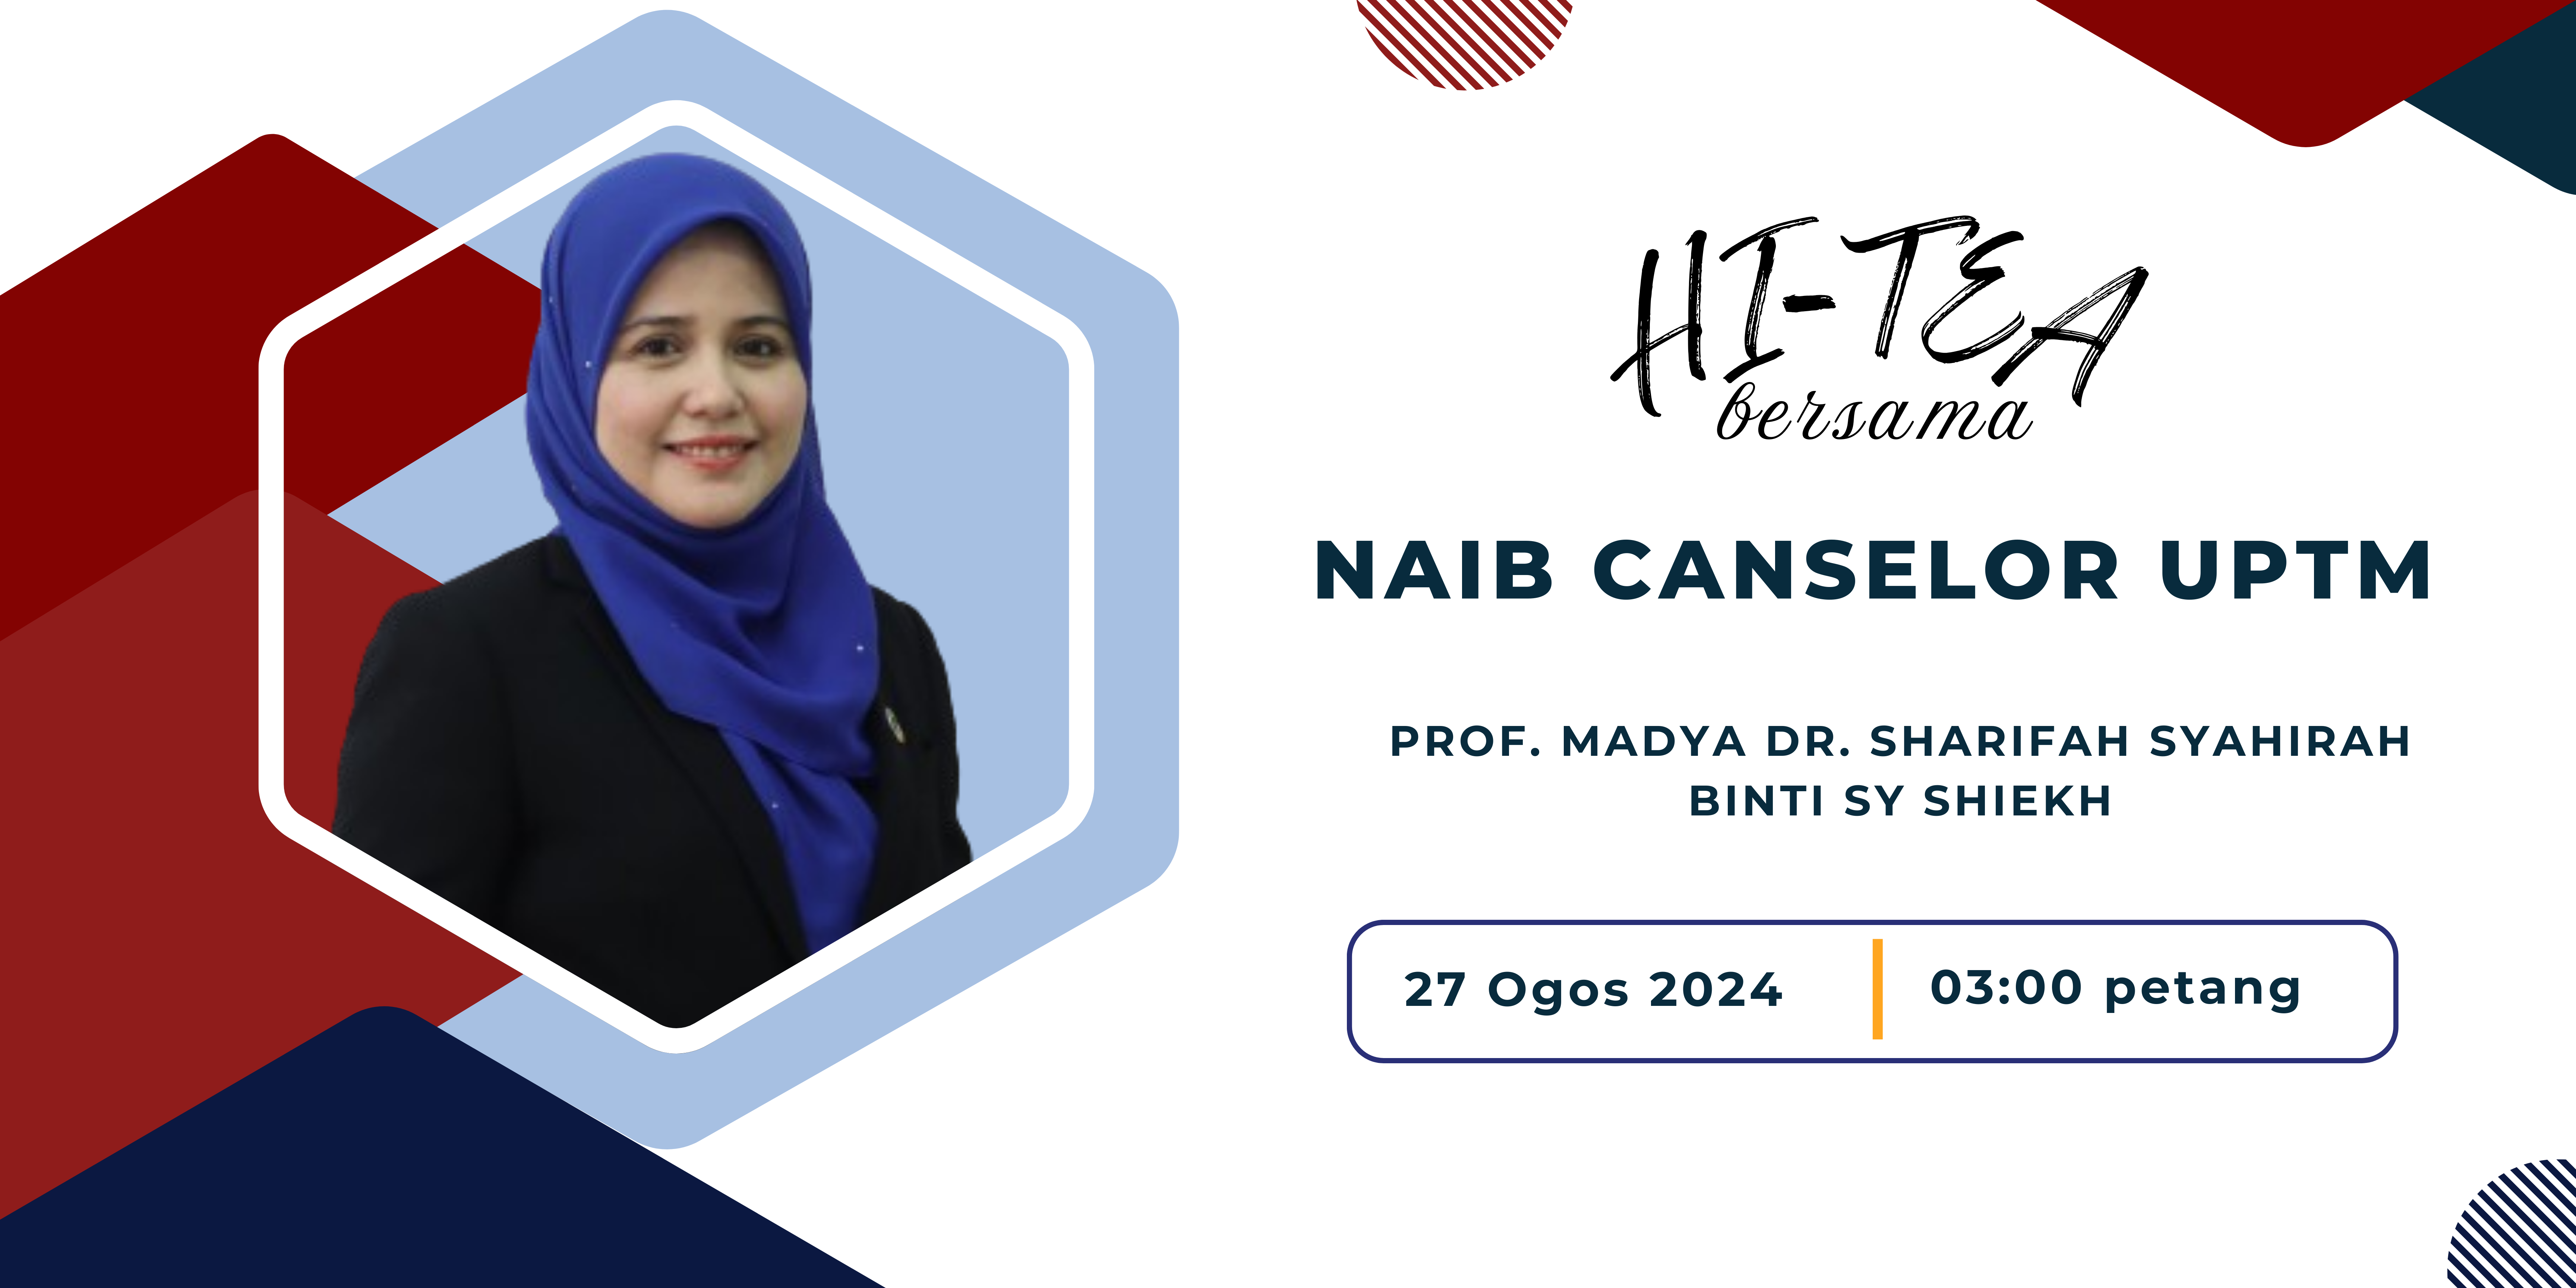 HI-TEA
bersama
NAIB CANSELOR UPTM
PROF. MADYA DR. SHARIFAH SYAHIRAH
BINTI SY SHIEKH
27 Ogos 2024 03:00 petang